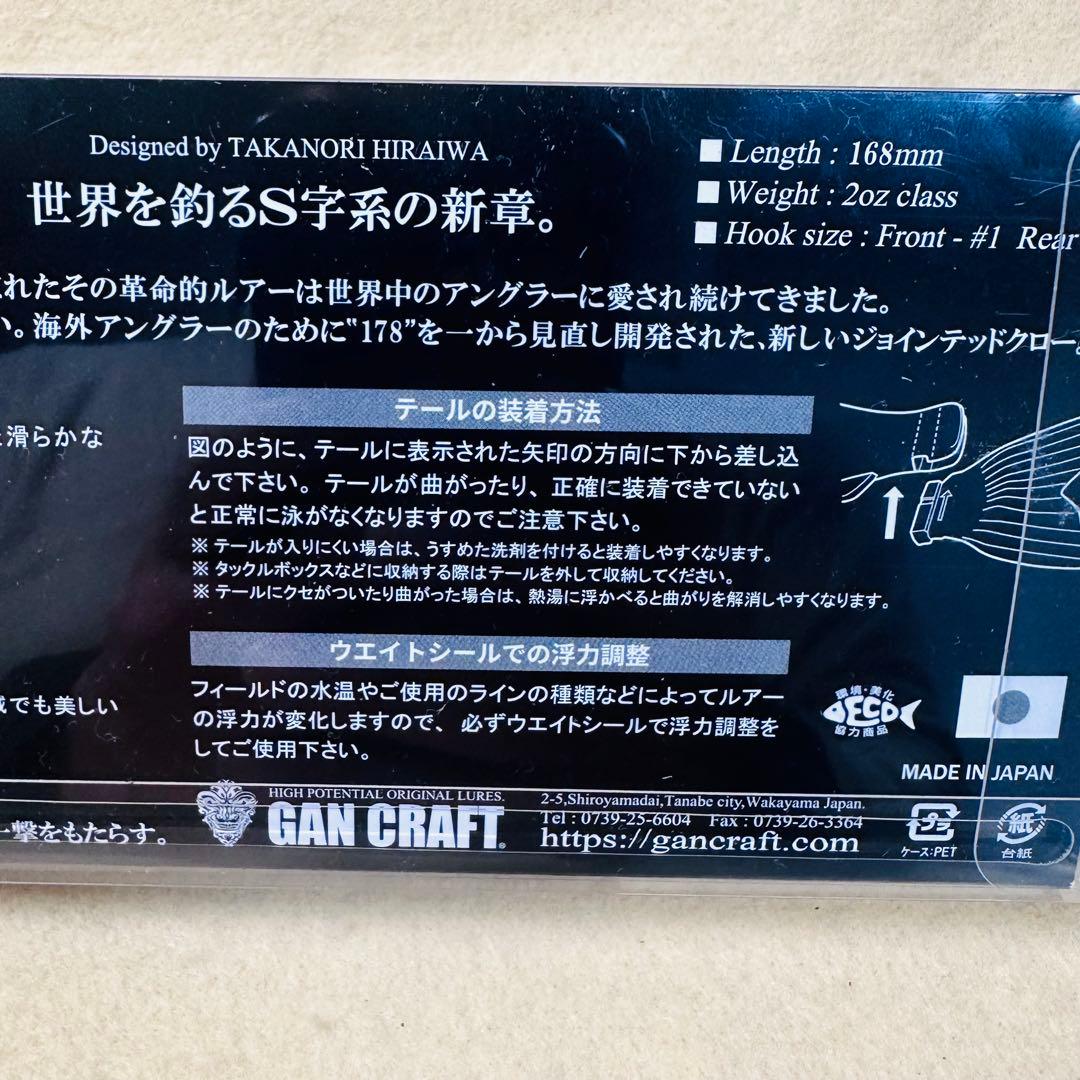 Designed by TAKANORI HIRAIWA
世界を釣るS字系の新章。
■ Length : 168mm
■ Weight : 2oz class
■ Hook size : Front - #1 Rear
れたその革命的ルアーは世界中のアングラーに愛され続けてきました。
い。海外アングラーのために"178"を一から見直し開発された、新しいジョインテッドクロー。
滑らかな
テールの装着方法
図のように、テールに表示された矢印の方向に下から差し込
んで下さい。テールが曲がったり、正確に装着できていない
と正常に泳がなくなりますのでご注意下さい。
※ テールが入りにくい場合は、うすめた洗剤を付けると装着しやすくなります。
※ タックルボックスなどに収納する際はテールを外して収納してください。
※ テールにクセがついたり曲がった場合は、熱湯に浮かべると曲がりを解消しやすくなります。
ウエイトシールでの浮力調整
フィールドの水温やご使用のラインの種類などによってルアー
の浮力が変化しますので、必ずウエイトシールで浮力調整を
してご使用下さい。
でも美しい
環境・美化
ECO
協力商品
MADE IN JAPAN
一撃をもたらす。
HIGH POTENTIAL ORIGINAL LURES.
GAN CRAFT®
2-5,Shiroyamadai,Tanabe city,Wakayama Japan.
Tel : 0739-25-6604 Fax : 0739-26-3364
https://gancraft.com
プラ
ケース:PET
紙
台紙